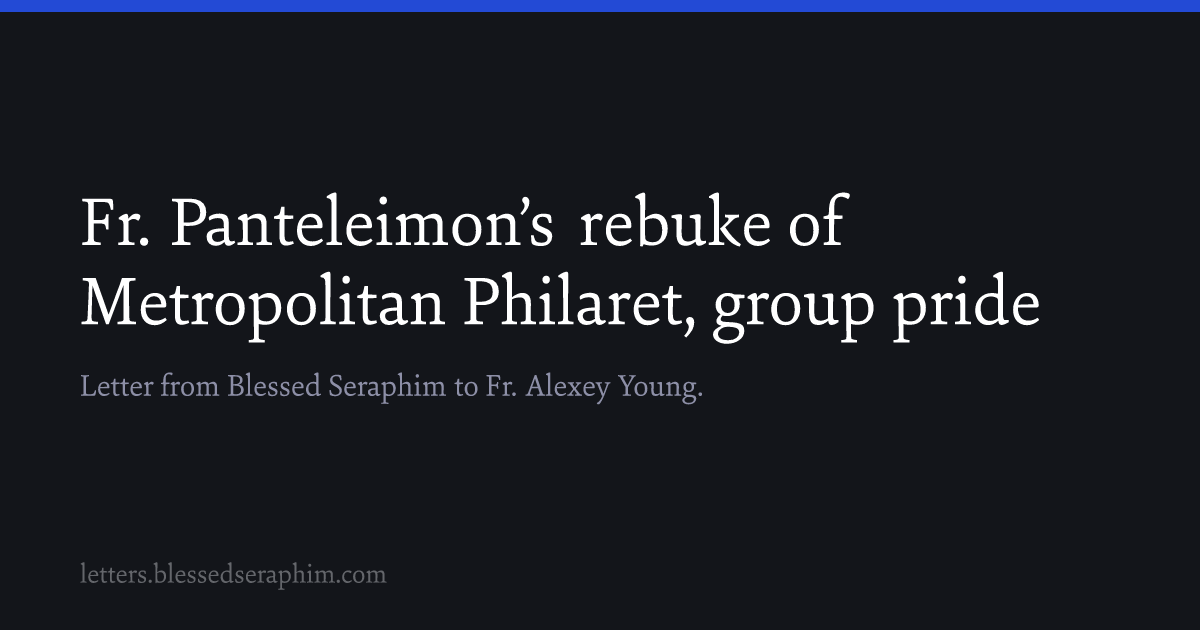 Fr. Panteleimon’s rebuke of
Metropolitan Philaret, group pride
Letter from Blessed Seraphim to Fr. Alexey Young.
letters.blessedseraphim.com